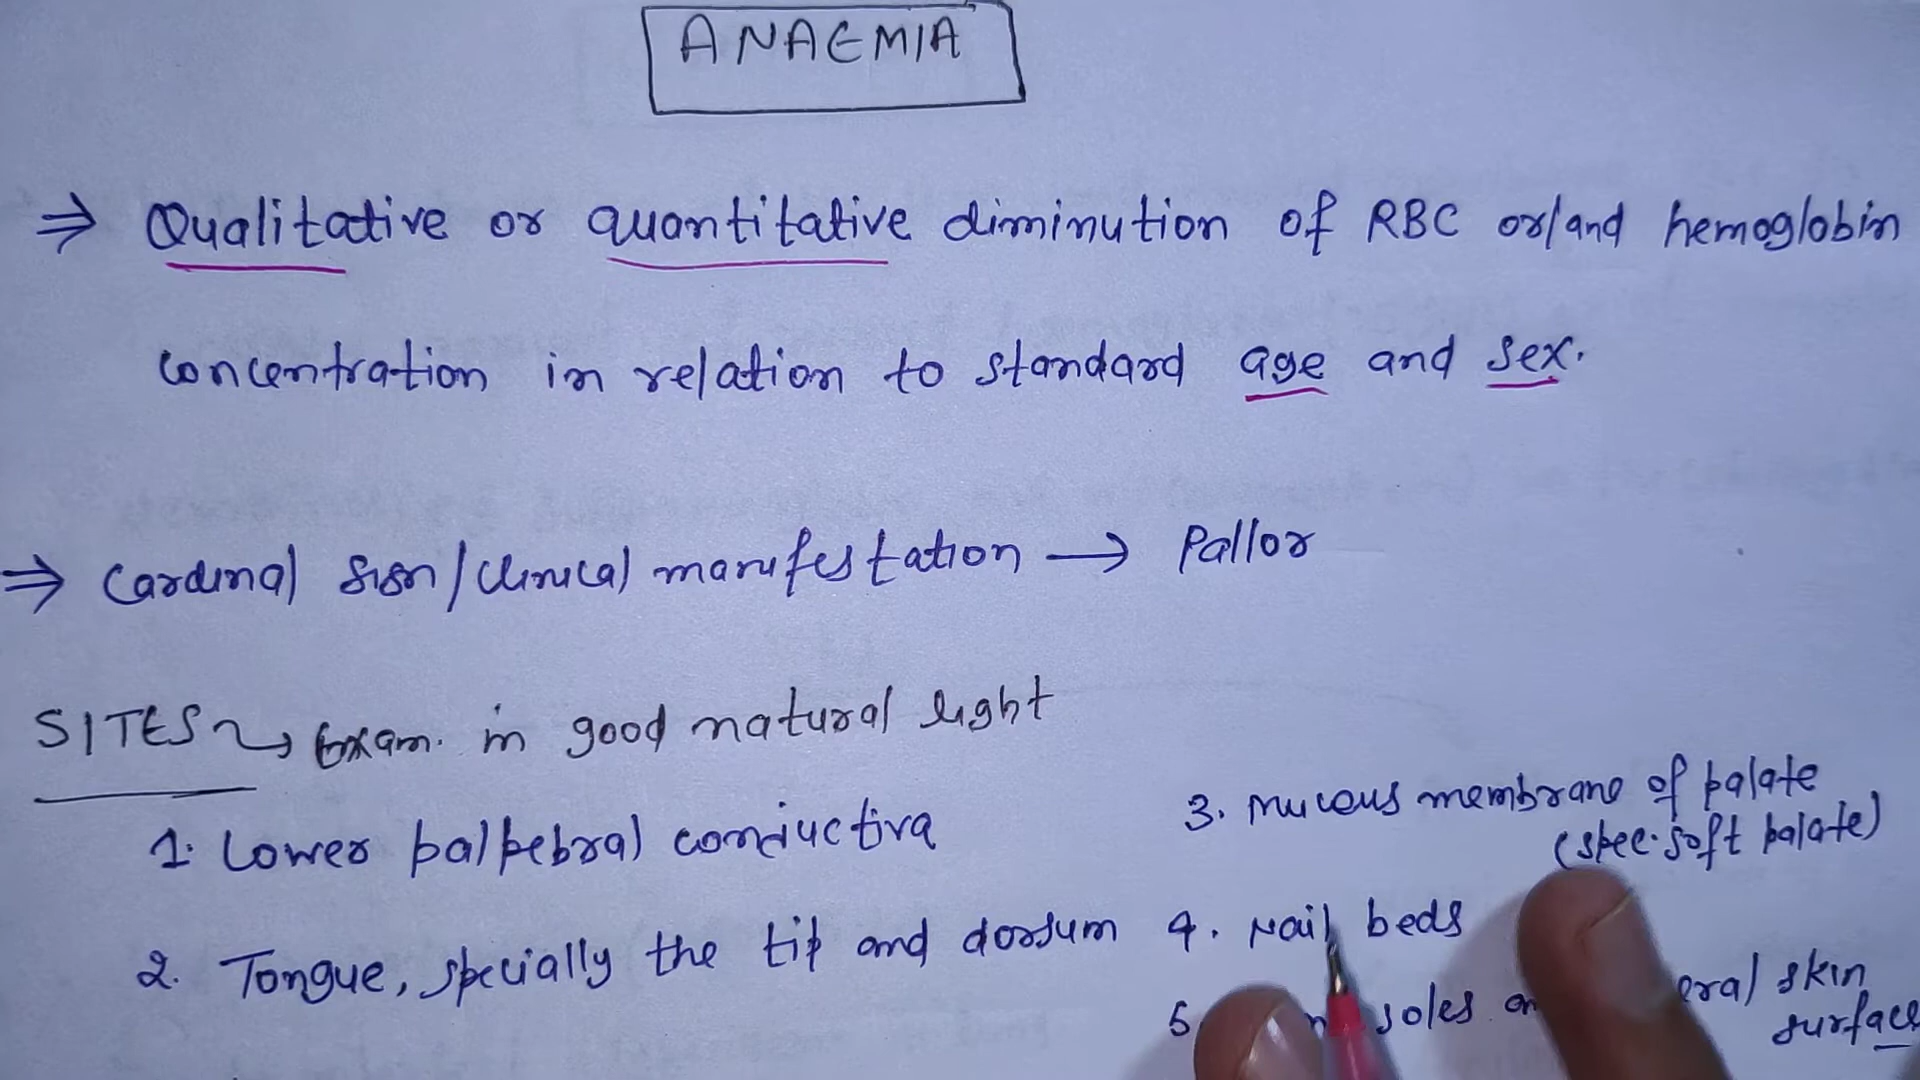 ANAEMIA
⇒ Qualitative or quantitative diminution of RBC or/and hemoglobin
concentration in relation to standard age and sex.
⇒ Cardinal sign/clinical manifestation → Pallor
SITES Exam. in good natural light
1. Lower palpebral conjuctiva
2. Tongue, specially the tip and dorsum
3. Mucous membrane of palate
(spec. soft palate)
4. Nail beds
5 soles skin
surface